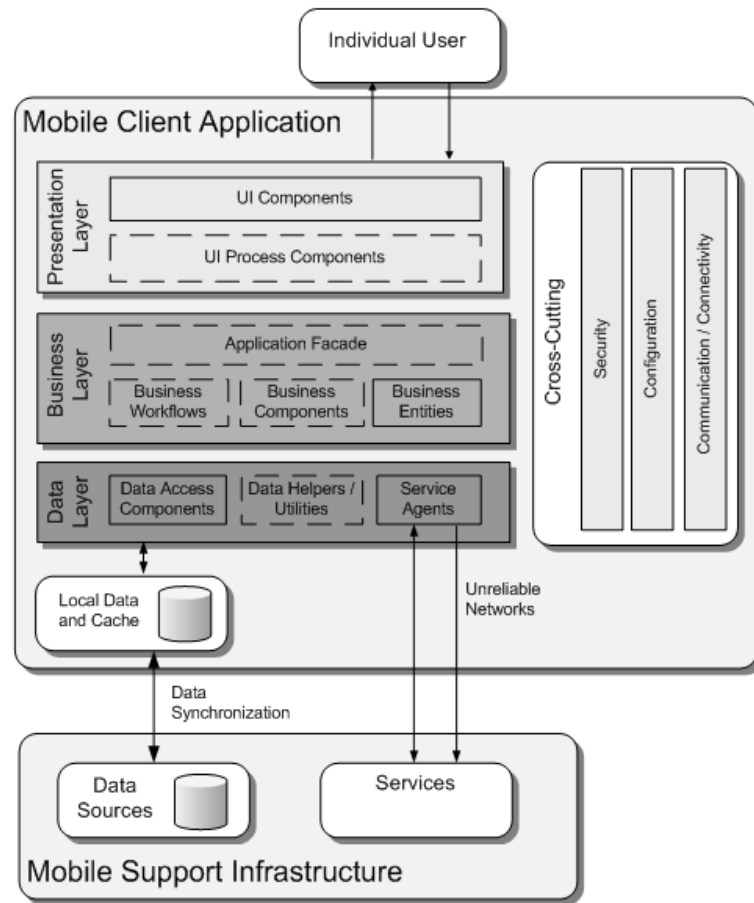 Individual User
Mobile Client Application
Presentation
Layer
UI Components
UI Process Components
Business
Layer
Application Facade
Business
Workflows
Business
Components
Business
Entities
Data
Layer
Data Access
Components
Data Helpers /
Utilities
Service
Agents
Cross-Cutting
Security
Configuration
Communication / Connectivity
Local Data
and Cache
Unreliable
Networks
Data
Synchronization
Data
Sources
Services
Mobile Support Infrastructure